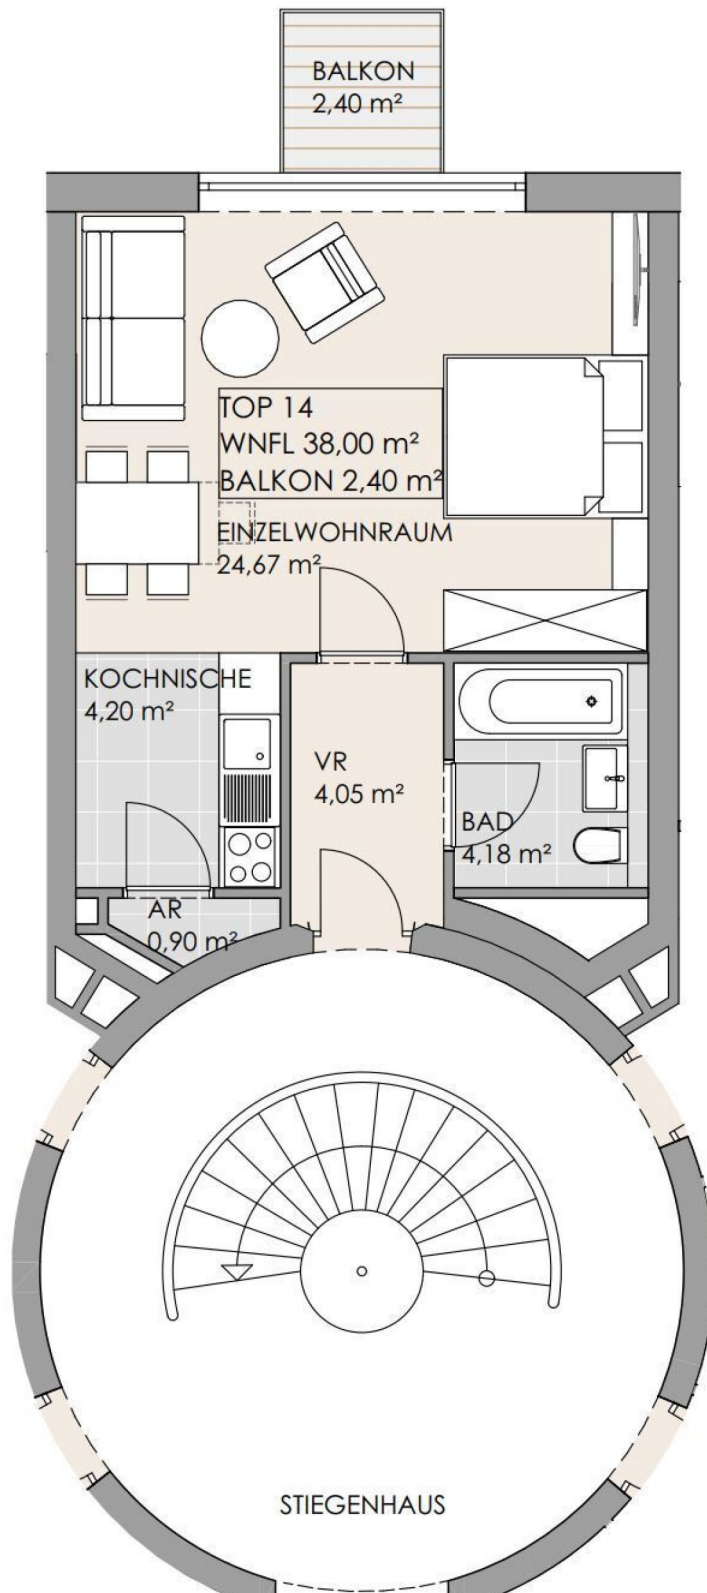 BALKON
2,40 m²
TOP 14
WNFL 38,00 m²
BALKON 2,40 m²
EINZELWOHNRAUM
24,67 m²
KOCHNISCHE
4,20 m²
VR
4,05 m²
BAD
4,18 m²
AR
0,90 m²
STIEGENHAUS